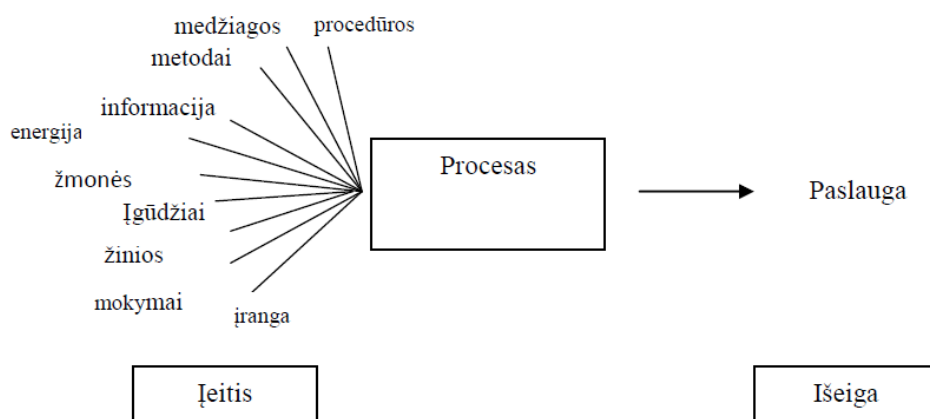 medžiagos
procedūros
metodai
informacija
energija
žmonės
Įgūdžiai
žinios
mokymai
įranga
Procesas
Paslauga
Įeitis
Išeiga